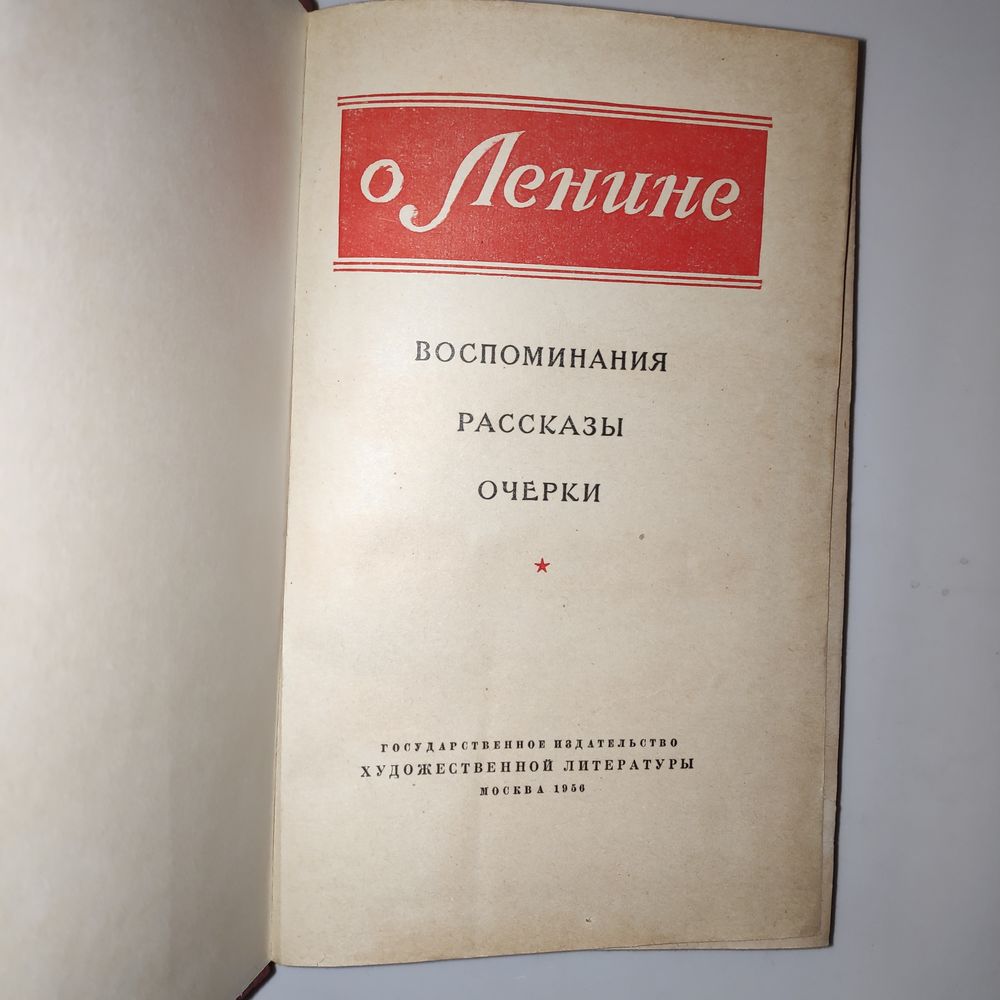 о Ленине
ВОСПОМИНАНИЯ
РАССКАЗЫ
ОЧЕРКИ
ГОСУДАРСТВЕННОЕ ИЗДАТЕЛЬСТВО
ХУДОЖЕСТВЕННОЙ ЛИТЕРАТУРЫ
МОСКВА 1956